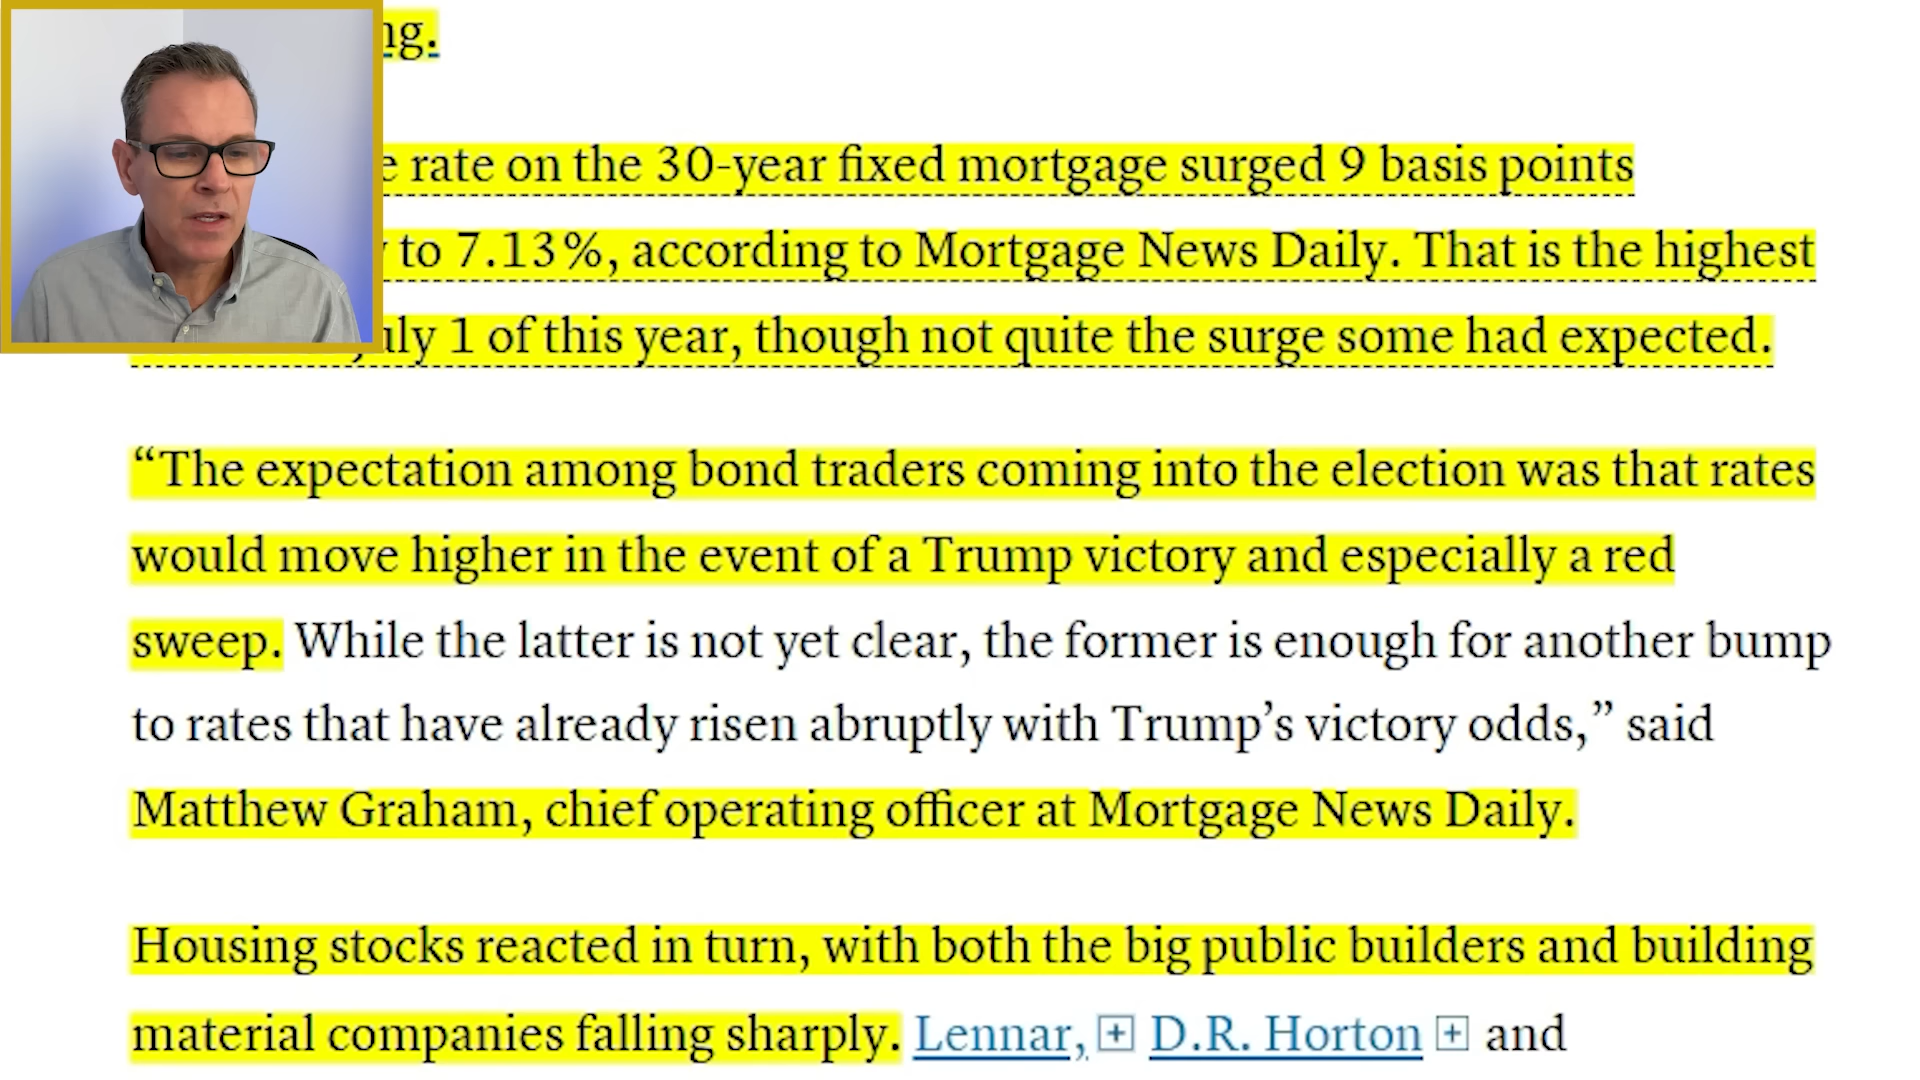 ng.
e rate on the 30-year fixed mortgage surged 9 basis points
to 7.13%, according to Mortgage News Daily. That is the highest
uly 1 of this year, though not quite the surge some had expected.
“The expectation among bond traders coming into the election was that rates
would move higher in the event of a Trump victory and especially a red
sweep. While the latter is not yet clear, the former is enough for another bump
to rates that have already risen abruptly with Trump’s victory odds,” said
Matthew Graham, chief operating officer at Mortgage News Daily.
Housing stocks reacted in turn, with both the big public builders and building
material companies falling sharply. Lennar, D.R. Horton and